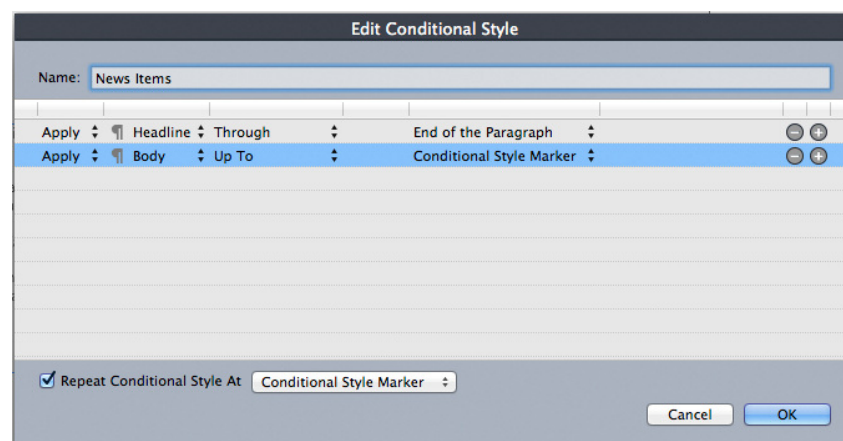 Edit Conditional Style
Name: News Items
Apply ¶ Headline Through End of the Paragraph
Apply ¶ Body Up To Conditional Style Marker
Repeat Conditional Style At Conditional Style Marker
Cancel OK